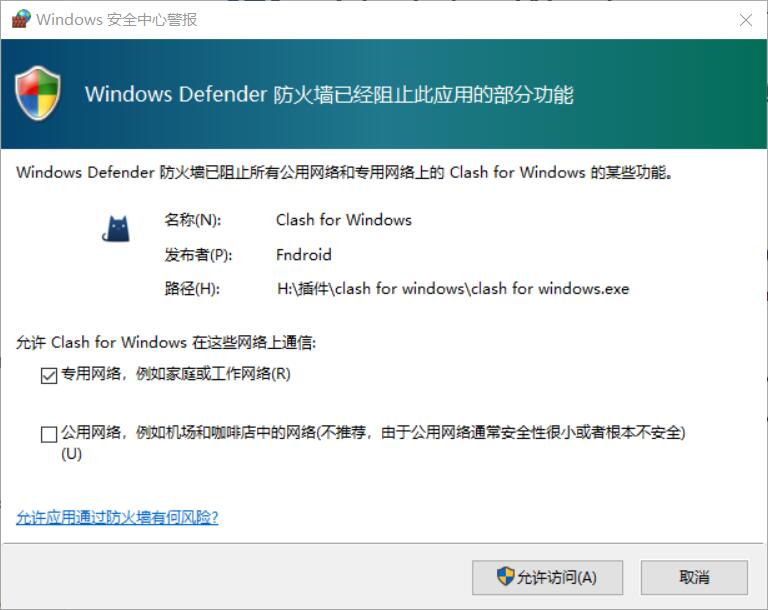 Windows 安全中心警报
Windows Defender 防火墙已经阻止此应用的部分功能
Windows Defender 防火墙已阻止所有公用网络和专用网络上的 Clash for Windows 的某些功能。
名称(N): Clash for Windows
发布者(P): Fndroid
路径(H): H:\插件\clash for windows\clash for windows.exe
允许 Clash for Windows 在这些网络上通信:
专用网络，例如家庭或工作网络(R)
公用网络，例如机场和咖啡店中的网络(不推荐，由于公用网络通常安全性很小或者根本不安全)
(U)
允许应用通过防火墙有何风险?
允许访问(A) 取消